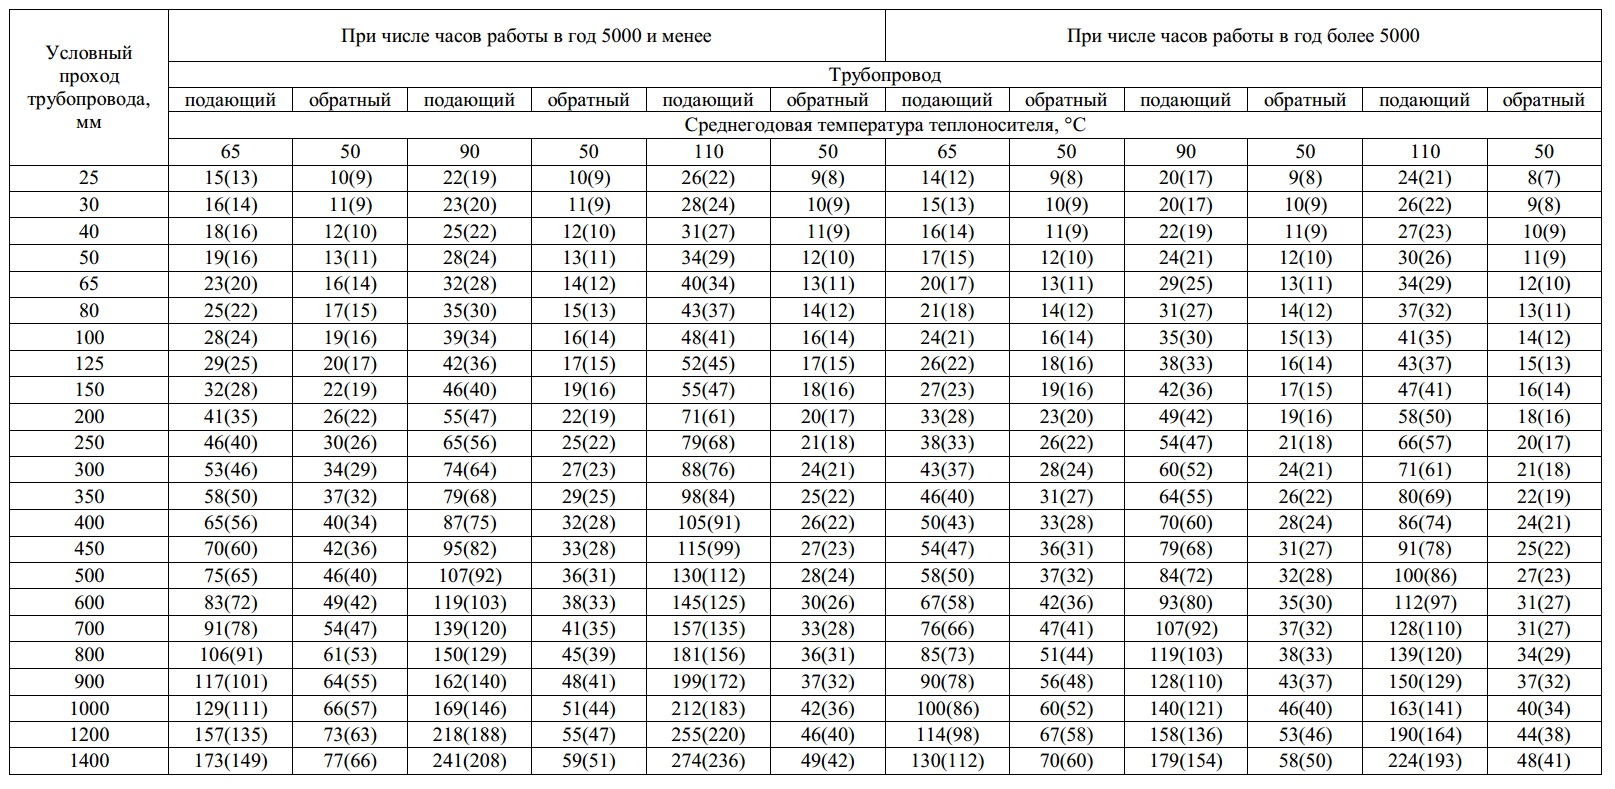 Условный
проход
трубопровода,
мм
При числе часов работы в год 5000 и менее При числе часов работы в год более 5000
Трубопровод
подающий обратный подающий обратный подающий обратный подающий обратный подающий обратный подающий обратный
Среднегодовая температура теплоносителя, °С
65 50 90 50 110 50 65 50 90 50 110 50
25 15(13) 10(9) 22(19) 10(9) 26(22) 9(8) 14(12) 9(8) 20(17) 9(8) 24(21) 8(7)
30 16(14) 11(9) 23(20) 11(9) 28(24) 10(9) 15(13) 10(9) 20(17) 10(9) 26(22) 9(8)
40 18(16) 12(10) 25(22) 12(10) 31(27) 11(9) 16(14) 11(9) 22(19) 11(9) 27(23) 10(9)
50 19(16) 13(11) 28(24) 13(11) 34(29) 12(10) 17(15) 12(10) 24(21) 12(10) 30(26) 11(9)
65 23(20) 16(14) 32(28) 14(12) 40(34) 13(11) 20(17) 13(11) 29(25) 13(11) 34(29) 12(10)
80 25(22) 17(15) 35(30) 15(13) 43(37) 14(12) 21(18) 14(12) 31(27) 14(12) 37(32) 13(11)
100 28(24) 19(16) 39(34) 16(14) 48(41) 16(14) 24(21) 16(14) 35(30) 15(13) 41(35) 14(12)
125 29(25) 20(17) 42(36) 17(15) 52(45) 17(15) 26(22) 18(16) 38(33) 16(14) 43(37) 15(13)
150 32(28) 22(19) 46(40) 19(16) 55(47) 18(16) 27(23) 19(16) 42(36) 17(15) 47(41) 16(14)
200 41(35) 26(22) 55(47) 22(19) 71(61) 20(17) 33(28) 23(20) 49(42) 19(16) 58(50) 18(16)
250 46(40) 30(26) 65(56) 25(22) 79(68) 21(18) 38(33) 26(22) 54(47) 21(18) 66(57) 20(17)
300 53(46) 34(29) 74(64) 27(23) 88(76) 24(21) 43(37) 28(24) 60(52) 24(21) 71(61) 21(18)
350 58(50) 37(32) 79(68) 29(25) 98(84) 25(22) 46(40) 31(27) 64(55) 26(22) 80(69) 22(19)
400 65(56) 40(34) 87(75) 32(28) 105(91) 26(22) 50(43) 33(28) 70(60) 28(24) 86(74) 24(21)
450 70(60) 42(36) 95(82) 33(28) 115(99) 27(23) 54(47) 36(31) 79(68) 31(27) 91(78) 25(22)
500 75(65) 46(40) 107(92) 36(31) 130(112) 28(24) 58(50) 37(32) 84(72) 32(28) 100(86) 27(23)
600 83(72) 49(42) 119(103) 38(33) 145(125) 30(26) 67(58) 42(36) 93(80) 35(30) 112(97) 31(27)
700 91(78) 54(47) 139(120) 41(35) 157(135) 33(28) 76(66) 47(41) 107(92) 37(32) 128(110) 31(27)
800 106(91) 61(53) 150(129) 45(39) 181(156) 36(31) 85(73) 51(44) 119(103) 38(33) 139(120) 34(29)
900 117(101) 64(55) 162(140) 48(41) 199(172) 37(32) 90(78) 56(48) 128(110) 43(37) 150(129) 37(32)
1000 129(111) 66(57) 169(146) 51(44) 212(183) 42(36) 100(86) 60(52) 140(121) 46(40) 163(141) 40(34)
1200 157(135) 73(63) 218(188) 55(47) 255(220) 46(40) 114(98) 67(58) 158(136) 53(46) 190(164) 44(38)
1400 173(149) 77(66) 241(208) 59(51) 274(236) 49(42) 130(112) 70(60) 179(154) 58(50) 224(193) 48(41)